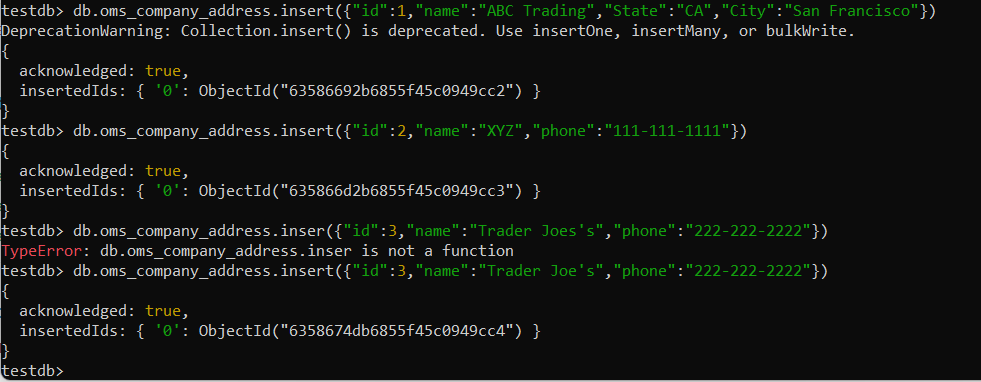 testdb> db.oms_company_address.insert({"id":1,"name":"ABC Trading","State":"CA","City":"San Francisco"})
DeprecationWarning: Collection.insert() is deprecated. Use insertOne, insertMany, or bulkWrite.
{
  acknowledged: true,
  insertedIds: { '0': ObjectId("63586692b6855f45c0949cc2") }
}
testdb> db.oms_company_address.insert({"id":2,"name":"XYZ","phone":"111-111-1111"})
{
  acknowledged: true,
  insertedIds: { '0': ObjectId("635866d2b6855f45c0949cc3") }
}
testdb> db.oms_company_address.inser({"id":3,"name":"Trader Joes's","phone":"222-222-2222"})
TypeError: db.oms_company_address.inser is not a function
testdb> db.oms_company_address.insert({"id":3,"name":"Trader Joe's","phone":"222-222-2222"})
{
  acknowledged: true,
  insertedIds: { '0': ObjectId("6358674db6855f45c0949cc4") }
}
testdb>